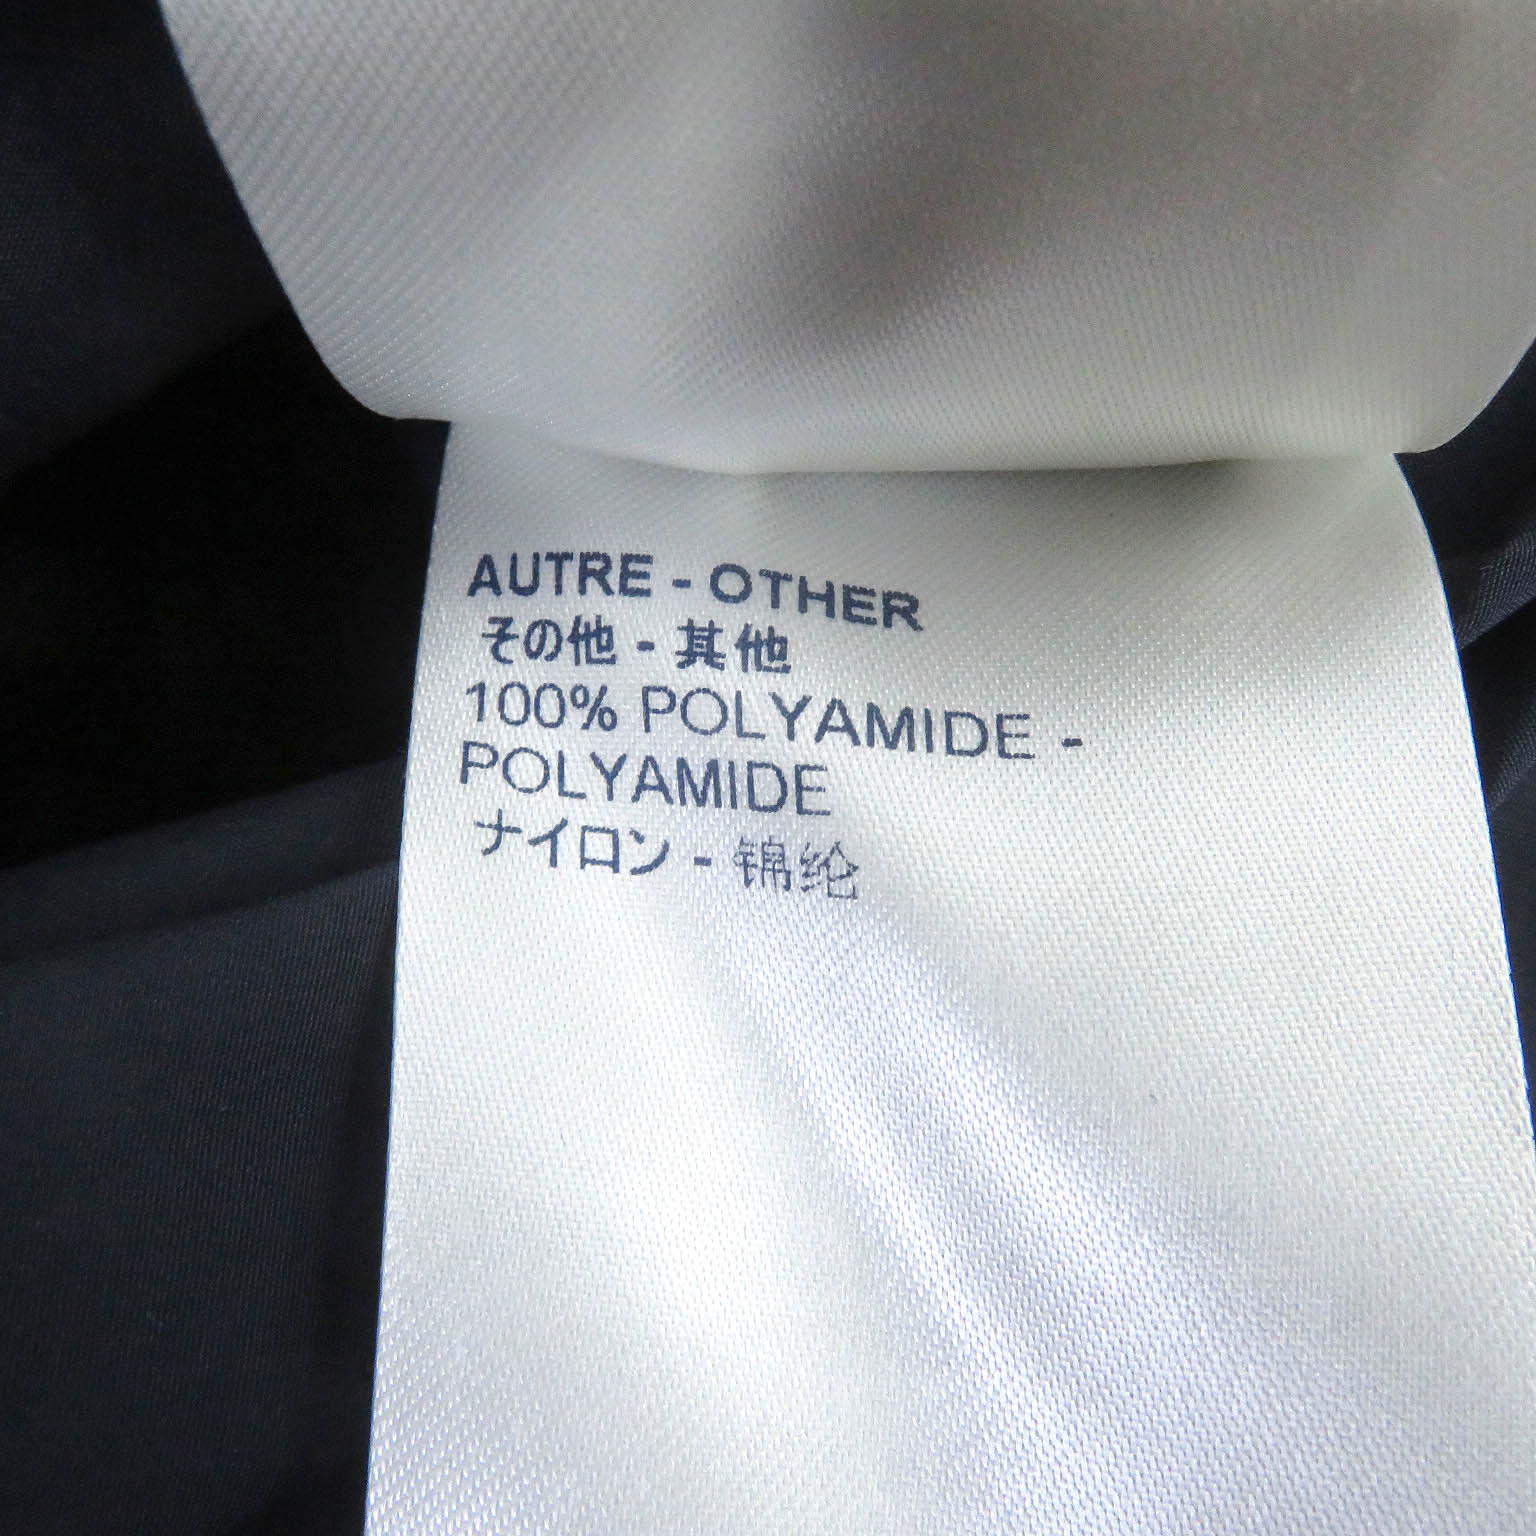 AUTRE - OTHER
その他 - 其他
100% POLYAMIDE -
POLYAMIDE
ナイロン - 锦纶